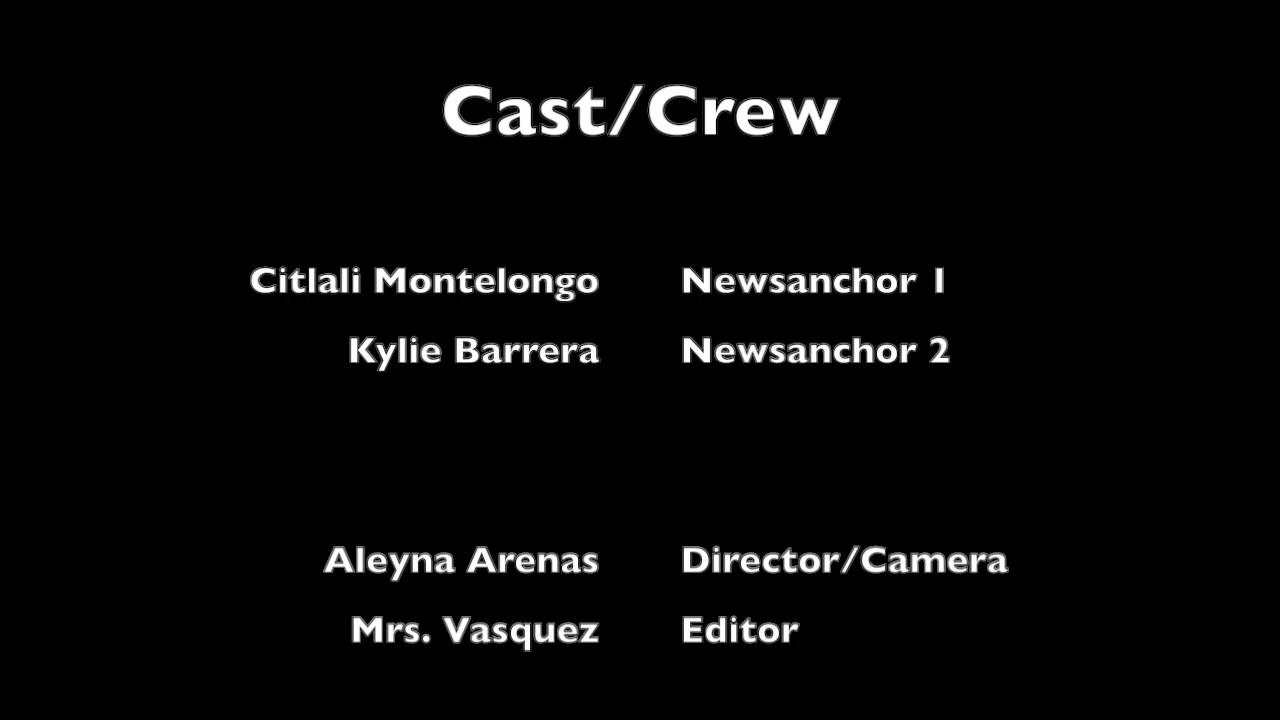 Cast/Crew
Citlali Montelongo Newsanchor 1
Kylie Barrera Newsanchor 2
Aleyna Arenas Director/Camera
Mrs. Vasquez Editor